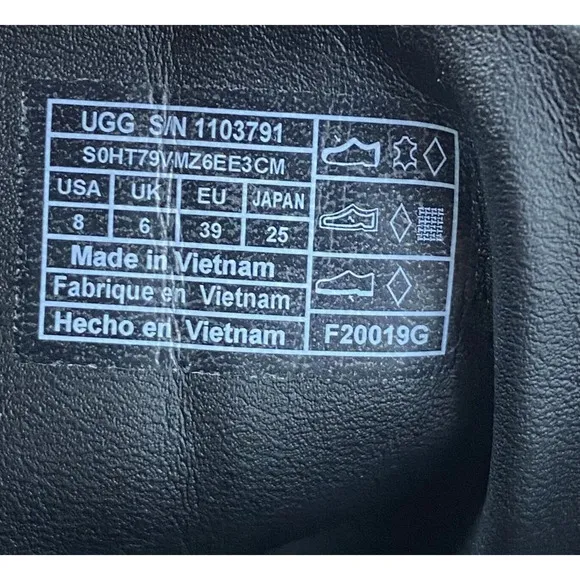 UGG S/N 1103791
S0HT79VMZ6EE3CM
USA UK EU JAPAN
8 6 39 25
Made in Vietnam
Fabrique en Vietnam
Hecho en Vietnam
F20019G